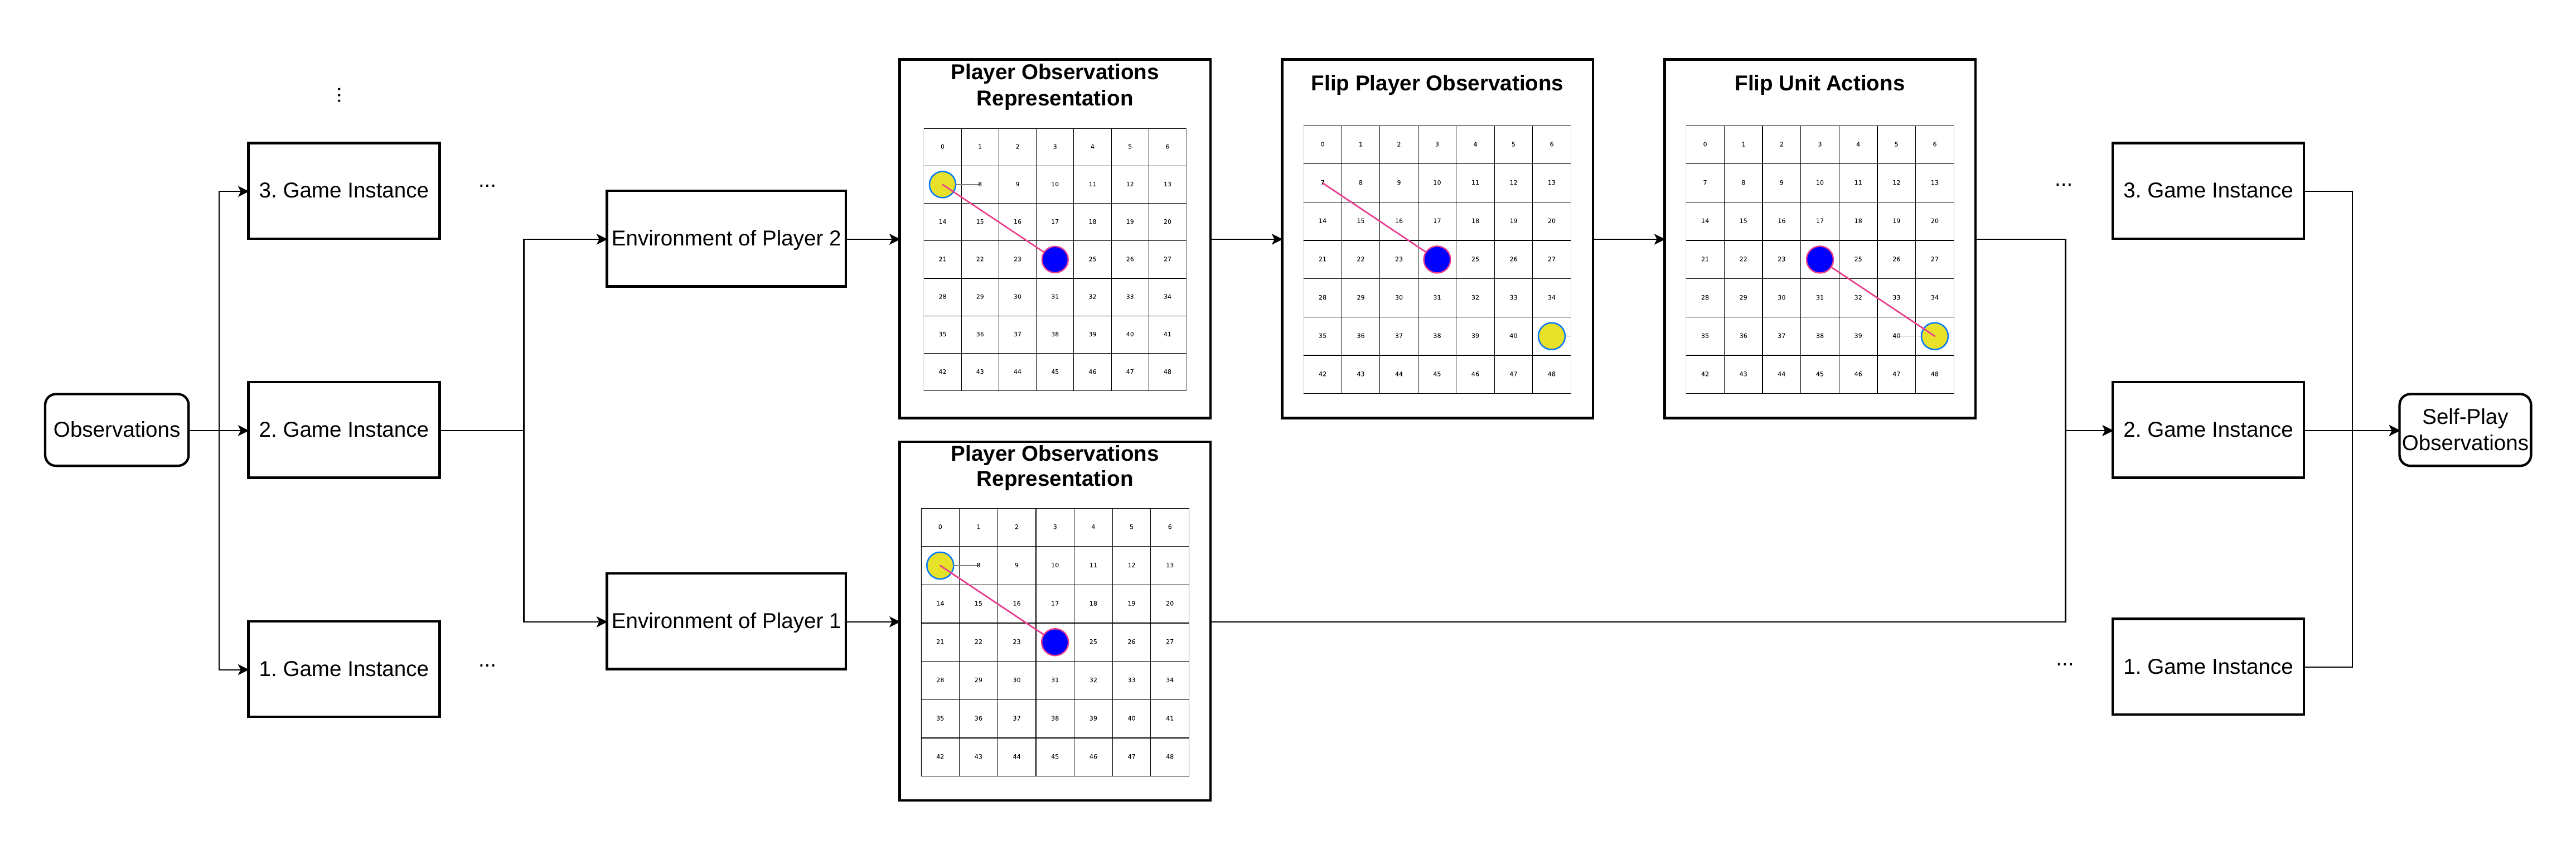 Observations
⋮
3. Game Instance
...
2. Game Instance
1. Game Instance
...
Environment of Player 2
Environment of Player 1
Player Observations
Representation
0 1 2 3 4 5 6
8 9 10 11 12 13
14 15 16 17 18 19 20
21 22 23 25 26 27
28 29 30 31 32 33 34
35 36 37 38 39 40 41
42 43 44 45 46 47 48
Flip Player Observations
0 1 2 3 4 5 6
7 8 9 10 11 12 13
14 15 16 17 18 19 20
21 22 23 25 26 27
28 29 30 31 32 33 34
35 36 37 38 39 40
42 43 44 45 46 47 48
Flip Unit Actions
0 1 2 3 4 5 6
7 8 9 10 11 12 13
14 15 16 17 18 19 20
21 22 23 25 26 27
28 29 30 31 32 33 34
35 36 37 38 39 40
42 43 44 45 46 47 48
Player Observations
Representation
0 1 2 3 4 5 6
8 9 10 11 12 13
14 15 16 17 18 19 20
21 22 23 25 26 27
28 29 30 31 32 33 34
35 36 37 38 39 40 41
42 43 44 45 46 47 48
...
3. Game Instance
2. Game Instance
...
1. Game Instance
Self-Play
Observations